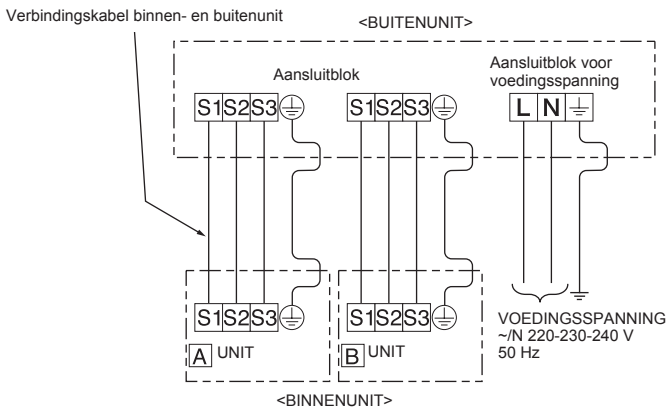 Verbindingskabel binnen- en buitenunit
<BUITENUNIT>
Aansluitblok
Aansluitblok voor
voedingsspanning
S1 S2 S3
S1 S2 S3
L N
S1 S2 S3
S1 S2 S3
A UNIT
B UNIT
VOEDINGSSPANNING
~/N 220-230-240 V
50 Hz
<BINNENUNIT>